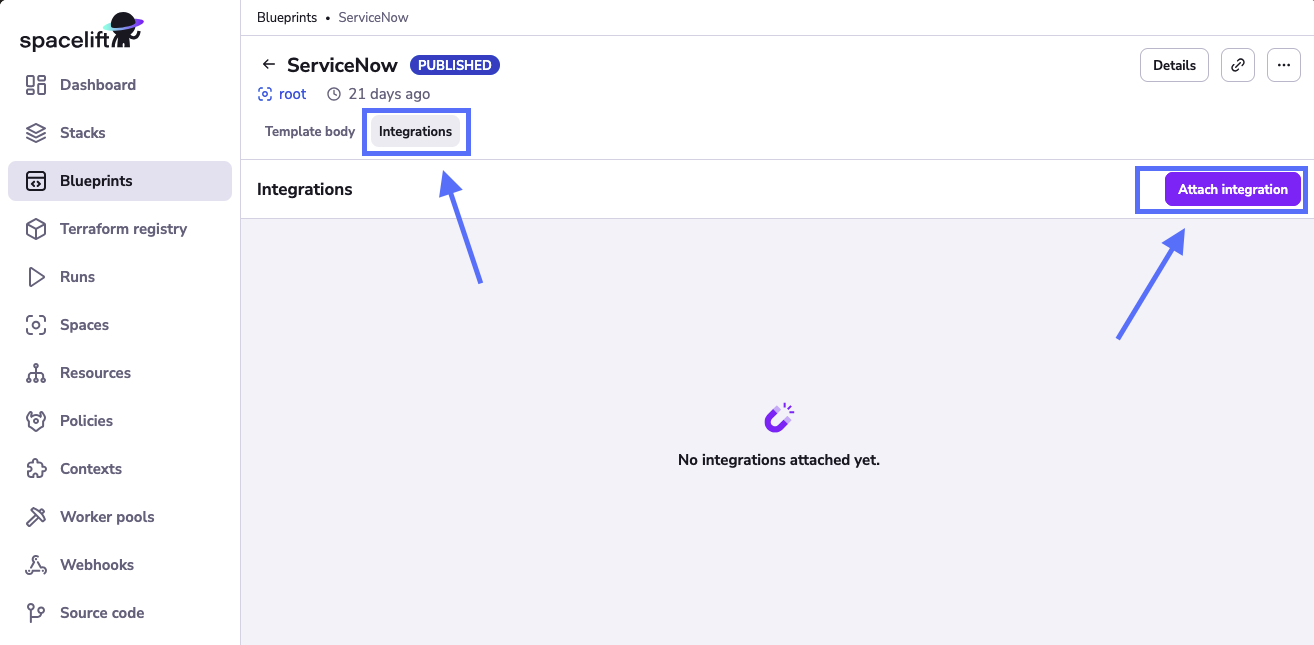 spacelift
Dashboard
Stacks
Blueprints
Terraform registry
Runs
Spaces
Resources
Policies
Contexts
Worker pools
Webhooks
Source code
Blueprints • ServiceNow
← ServiceNow PUBLISHED
Details
root 21 days ago
Template body Integrations
Integrations
Attach integration
No integrations attached yet.